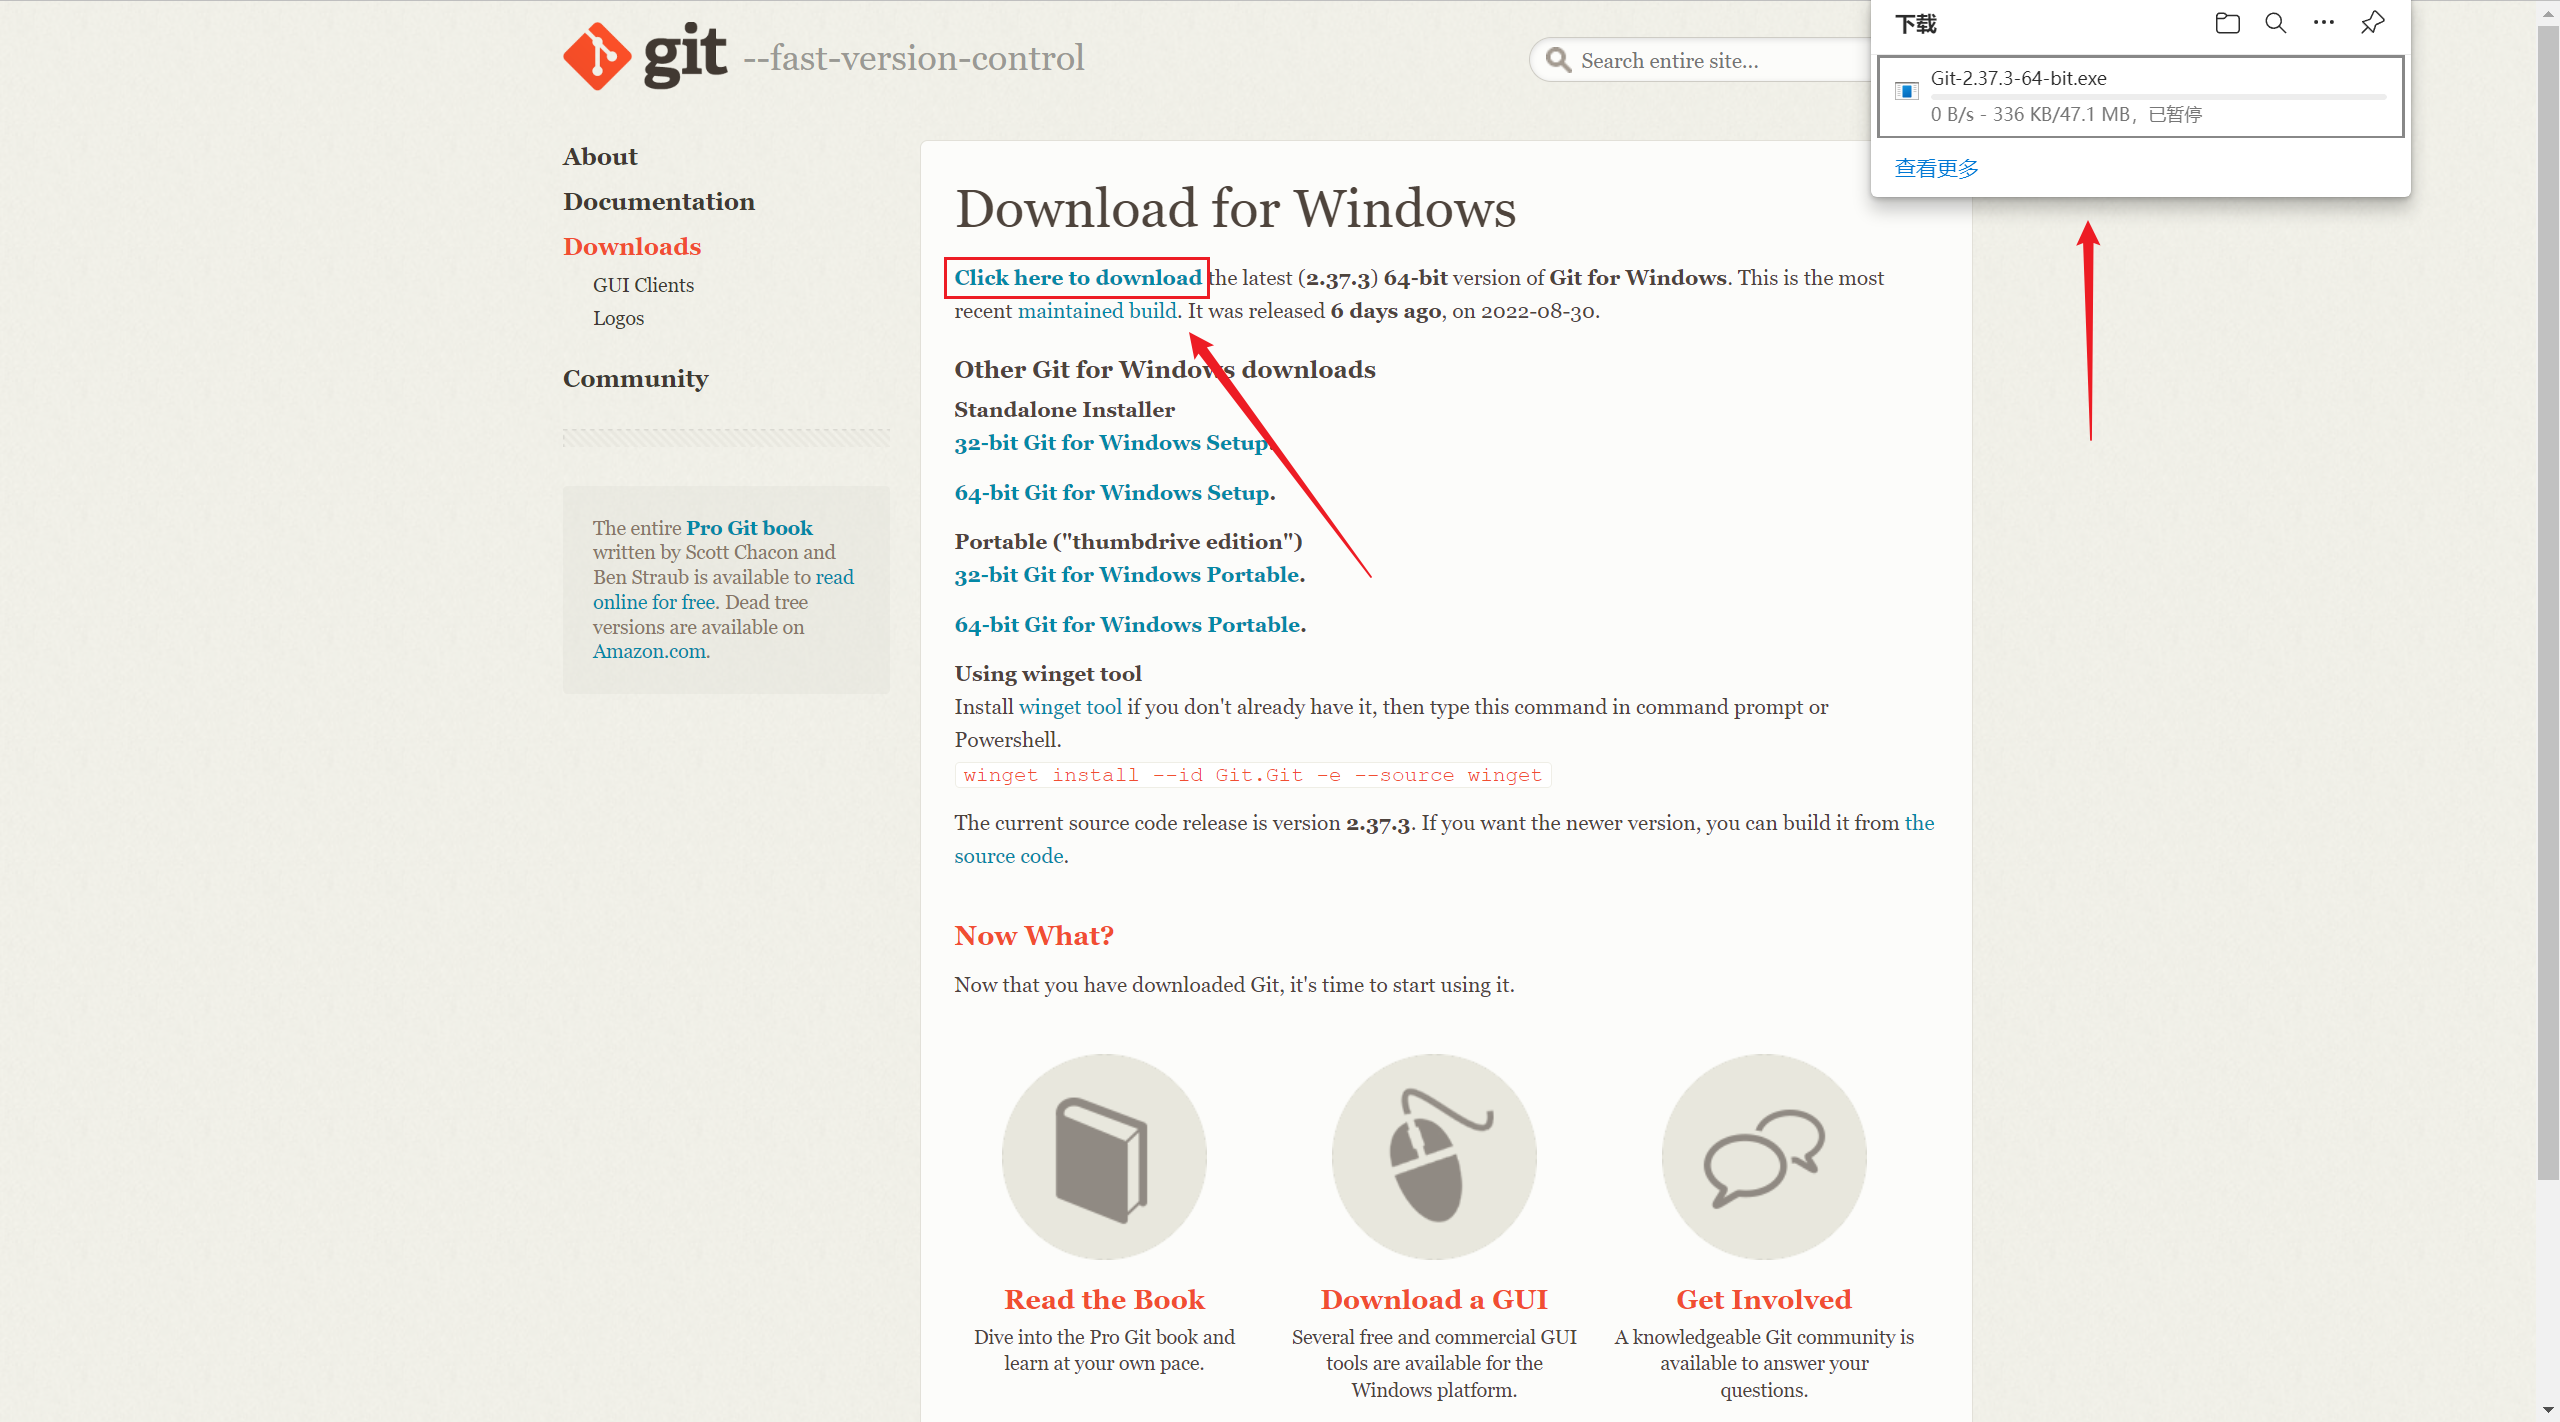 git --fast-version-control
Search entire site...
下载
Git-2.37.3-64-bit.exe
0 B/s - 336 KB/47.1 MB，已暂停
查看更多
About
Documentation
Downloads
GUI Clients
Logos
Community
The entire Pro Git book
written by Scott Chacon and
Ben Straub is available to read
online for free. Dead tree
versions are available on
Amazon.com.
Download for Windows
Click here to download the latest (2.37.3) 64-bit version of Git for Windows. This is the most
recent maintained build. It was released 6 days ago, on 2022-08-30.
Other Git for Windows downloads
Standalone Installer
32-bit Git for Windows Setup.
64-bit Git for Windows Setup.
Portable ("thumbdrive edition")
32-bit Git for Windows Portable.
64-bit Git for Windows Portable.
Using winget tool
Install winget tool if you don't already have it, then type this command in command prompt or
Powershell.
winget install --id Git.Git -e --source winget
The current source code release is version 2.37.3. If you want the newer version, you can build it from the
source code.
Now What?
Now that you have downloaded Git, it's time to start using it.
Read the Book
Dive into the Pro Git book and
learn at your own pace.
Download a GUI
Several free and commercial GUI
tools are available for the
Windows platform.
Get Involved
A knowledgeable Git community is
available to answer your
questions.